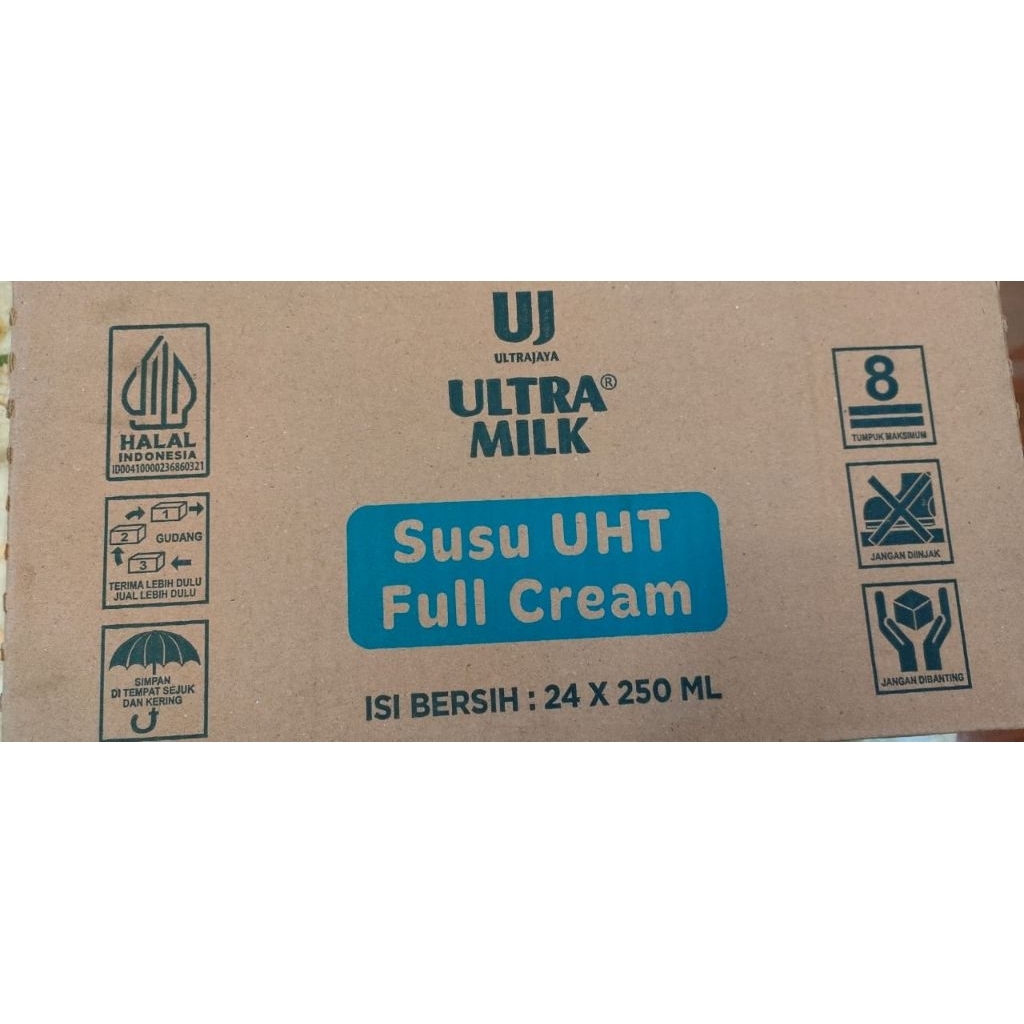 UJ
ULTRAJAYA
ULTRA®
MILK
Susu UHT
Full Cream
ISI BERSIH : 24 X 250 ML
HALAL
INDONESIA
ID00410000236860321
1
2
GUDANG
3
TERIMA LEBIH DULU
JUAL LEBIH DULU
SIMPAN
DI TEMPAT SEJUK
DAN KERING
8
TUMPUK MAKSIMUM
JANGAN DIINJAK
JANGAN DIBANTING